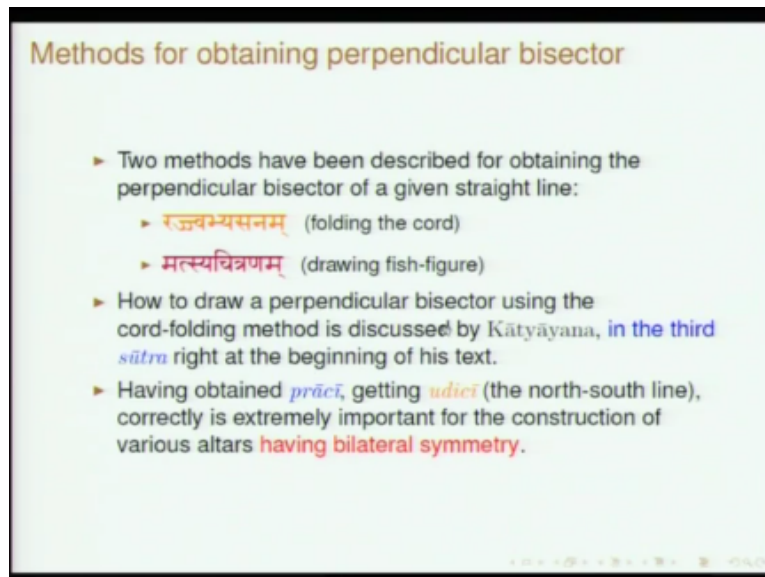 Methods for obtaining perpendicular bisector
► Two methods have been described for obtaining the
perpendicular bisector of a given straight line:
► रज्ज्वभ्यसनम् (folding the cord)
► मत्स्यचित्रणम् (drawing fish-figure)
► How to draw a perpendicular bisector using the
cord-folding method is discussed by Kātyāyana, in the third
sūtra right at the beginning of his text.
► Having obtained prācī, getting udicī (the north-south line),
correctly is extremely important for the construction of
various altars having bilateral symmetry.